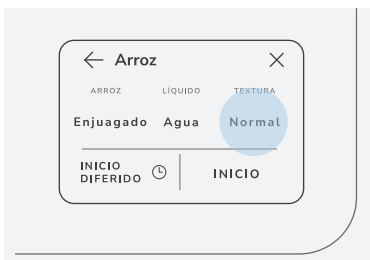 Arroz
ARROZ LÍQUIDO TEXTURA
Enjuagado Agua Normal
INICIO
DIFERIDO
INICIO